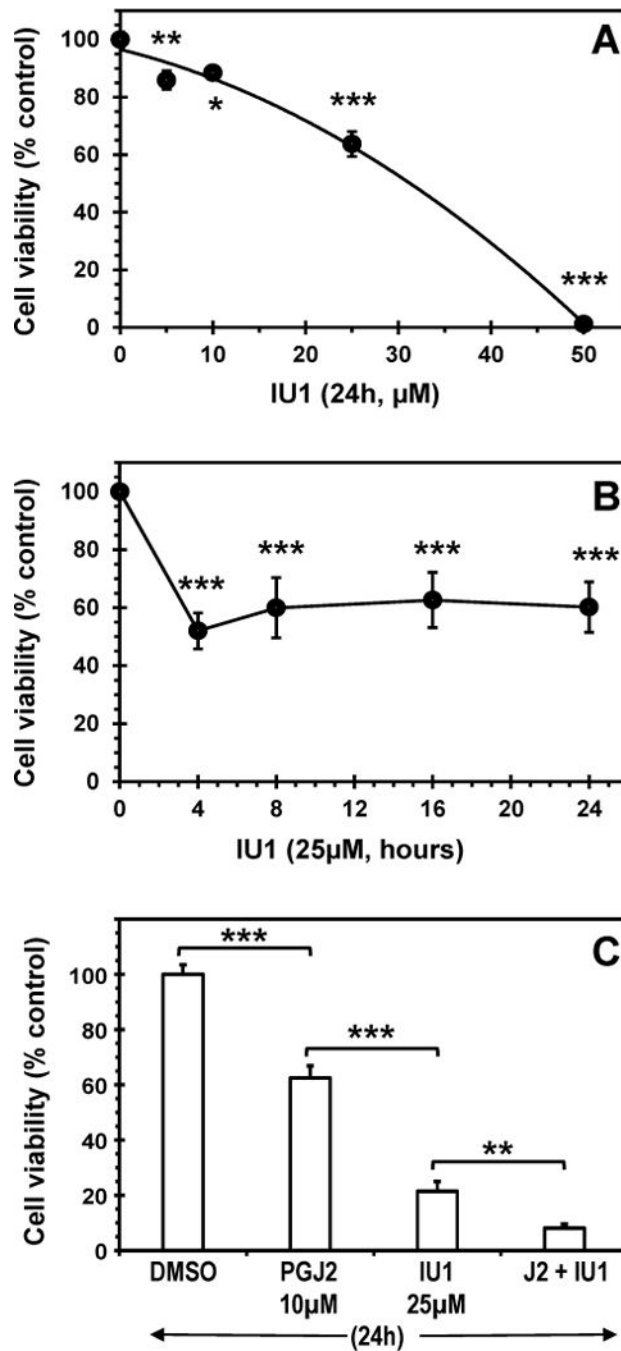 A
Cell viability (% control)
100
80
60
40
20
0
**
*
***
***
0 10 20 30 40 50
IU1 (24h, µM)
B
Cell viability (% control)
100
80
60
40
20
0
***
***
***
***
0 4 8 12 16 20 24
IU1 (25µM, hours)
C
Cell viability (% control)
100
80
60
40
20
0
***
***
**
DMSO PGJ2 IU1 J2 + IU1
10µM 25µM
(24h)